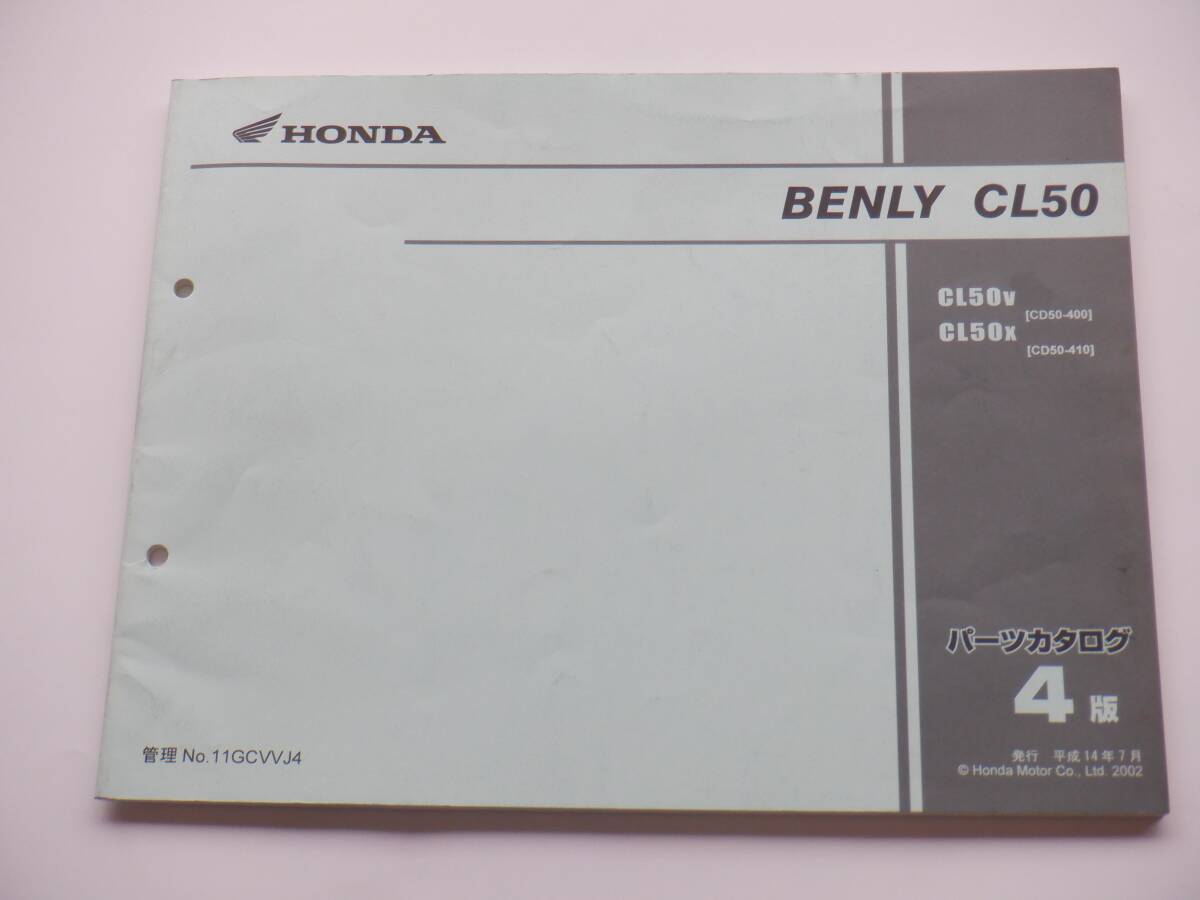 HONDA
BENLY CL50
CL50V
[CD50-400]
CL50X
[CD50-410]
パーツカタログ
4版
発行 平成14年7月
© Honda Motor Co., Ltd. 2002
管理 No.11GCVVJ4